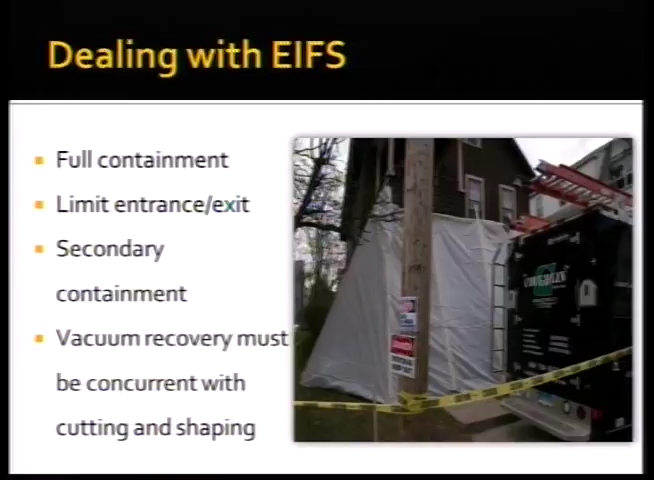 Dealing with EIFS
Full containment
Limit entrance/exit
Secondary
containment
Vacuum recovery must
be concurrent with
cutting and shaping